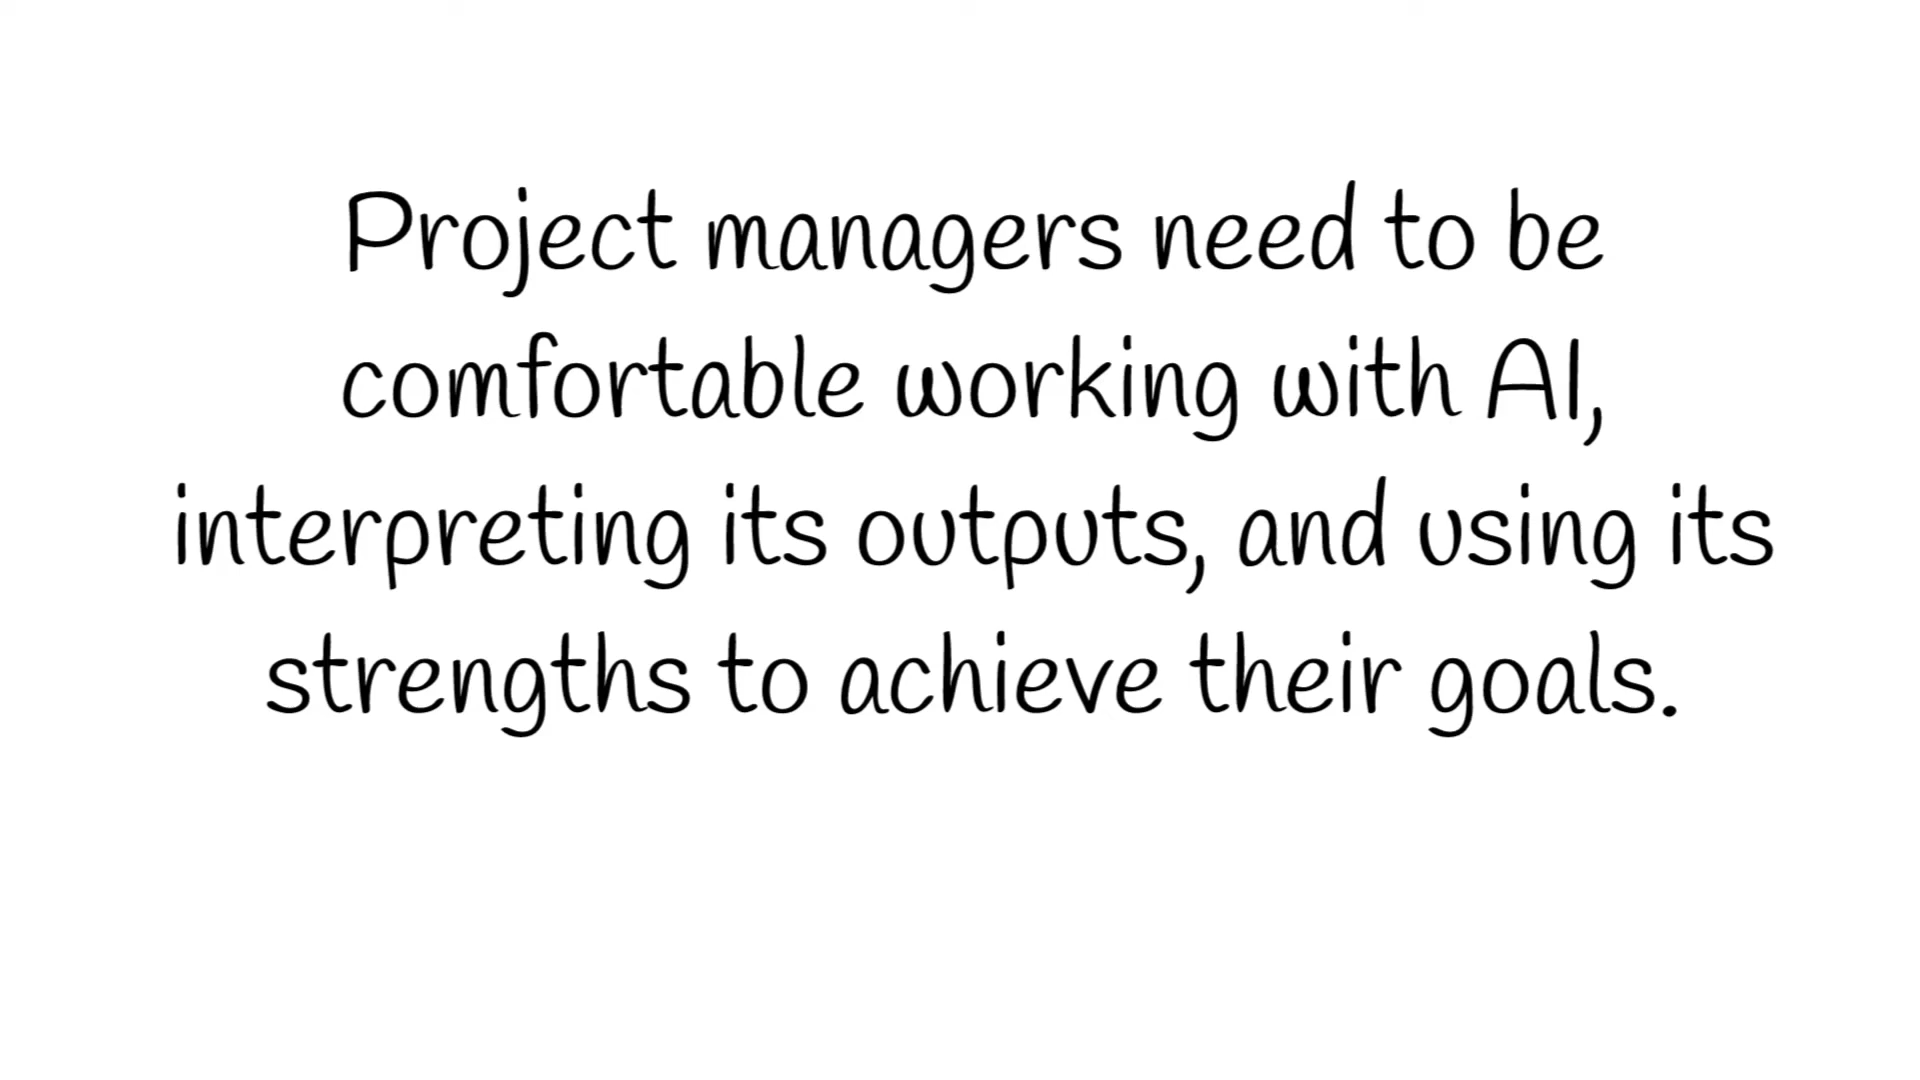 Project managers need to be
comfortable working with AI,
interpreting its outputs, and using its
strengths to achieve their goals.